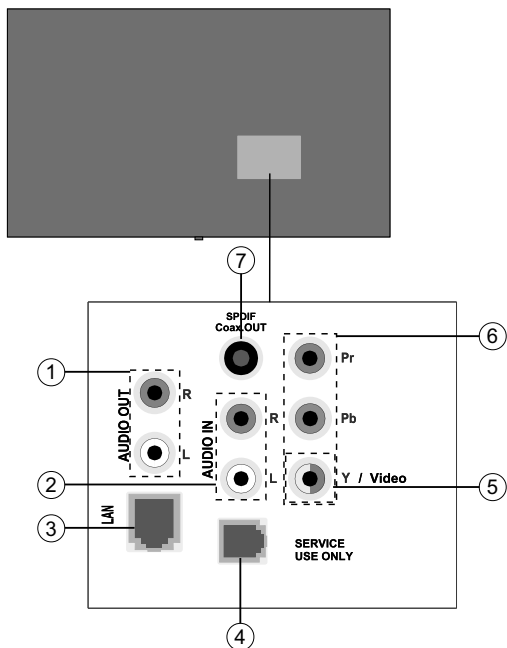 7
SPDIF
Coax.OUT
6
1
Pr
AUDIO OUT
R
AUDIO IN
R
Pb
L
L
Y / Video
2
5
3
LAN
SERVICE
USE ONLY
4